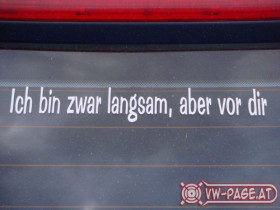 Ich bin zwar langsam, aber vor dir
VW-PAGE.AT